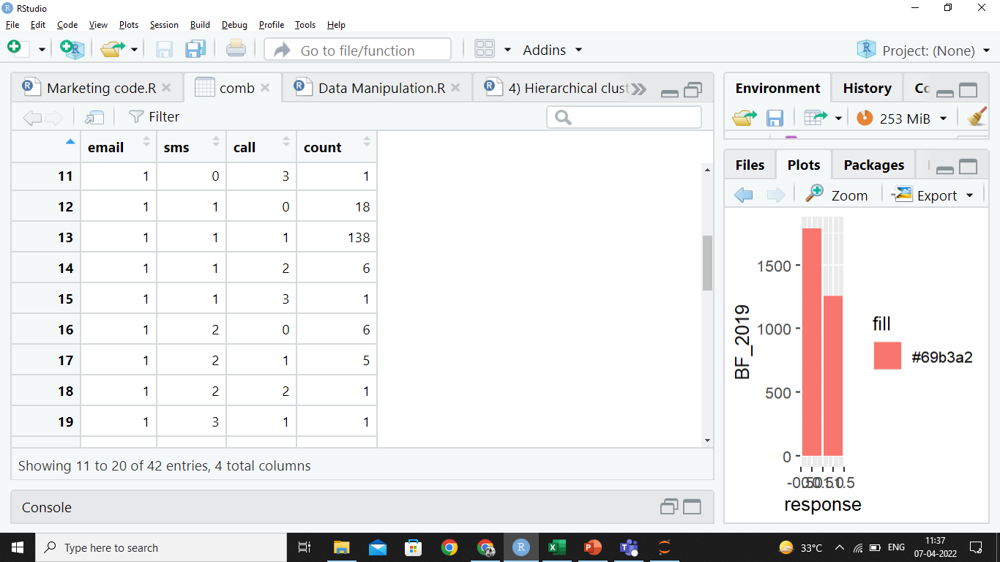 RStudio
File Edit Code View Plots Session Build Debug Profile Tools Help
Go to file/function Addins Project: (None)
Marketing code.R comb Data Manipulation.R 4) Hierarchical clust
Filter
email sms call count
11 1 0 3 1
12 1 1 0 18
13 1 1 1 138
14 1 1 2 6
15 1 1 3 1
16 1 2 0 6
17 1 2 1 5
18 1 2 2 1
19 1 3 1 1
Showing 11 to 20 of 42 entries, 4 total columns
Console
Environment History Co
253 MiB
Files Plots Packages
Zoom Export
1500
1000
500
0
BF_2019
response
fill
#69b3a2
Type here to search
33°C ENG 11:37
07-04-2022